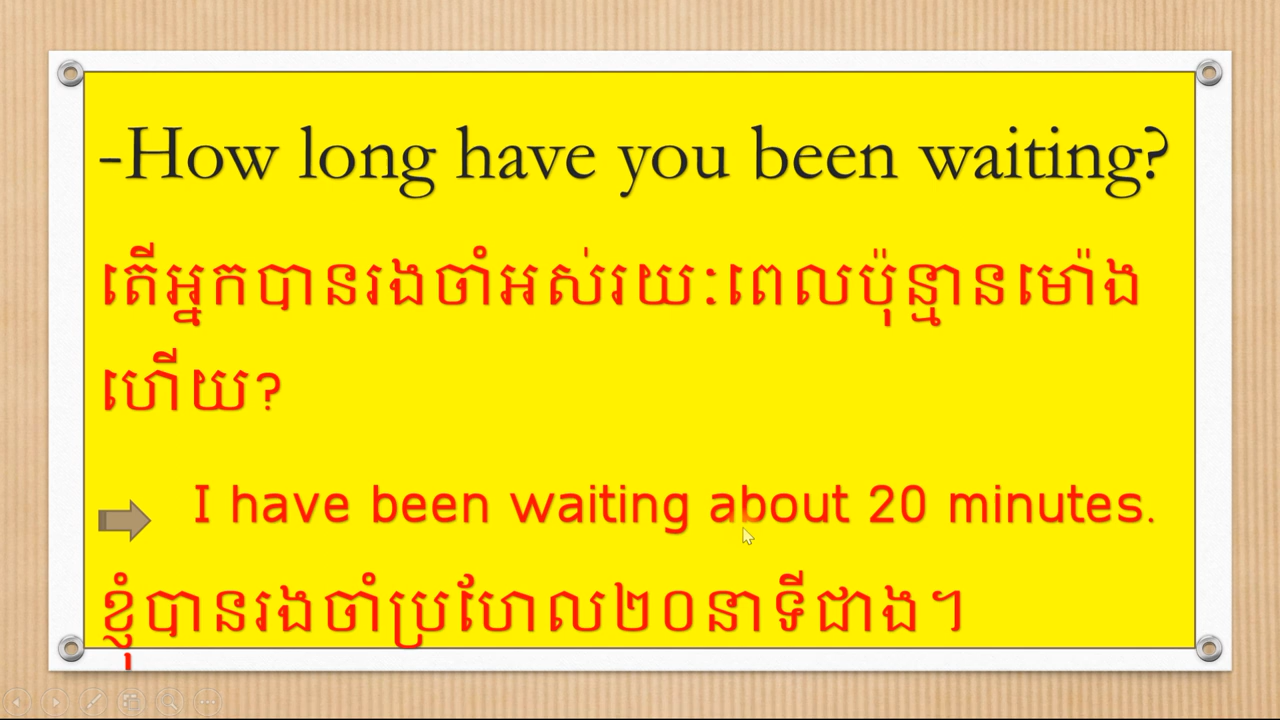 -How long have you been waiting?
តើអ្នកបានរងចាំអស់រយៈពេលប៉ុន្មានម៉ោង
ហើយ?
I have been waiting about 20 minutes.
ខ្ញុំបានរងចាំប្រហែល២០នាទីជាង។